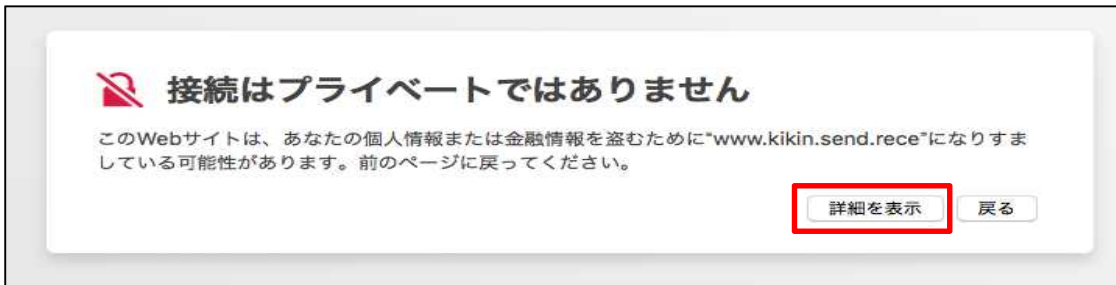 接続はプライベートではありません
このWebサイトは、あなたの個人情報または金融情報を盗むために"www.kikin.send.rece"になりすま
している可能性があります。前のページに戻ってください。
詳細を表示 戻る